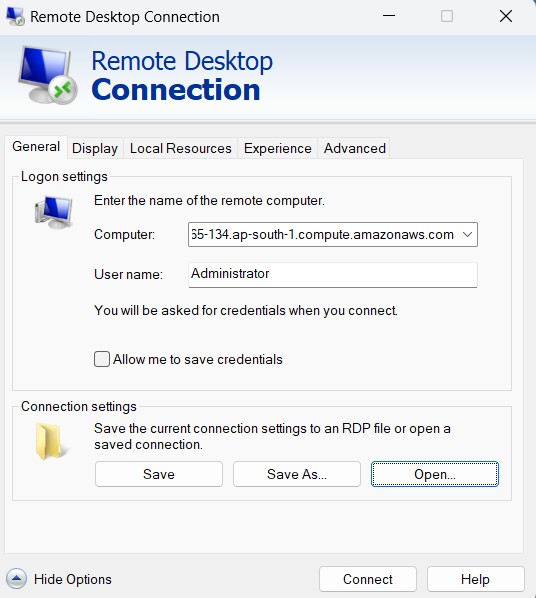 Remote Desktop Connection
Remote Desktop
Connection
General Display Local Resources Experience Advanced
Logon settings
Enter the name of the remote computer.
Computer: 65-134.ap-south-1.compute.amazonaws.com
User name: Administrator
You will be asked for credentials when you connect.
Allow me to save credentials
Connection settings
Save the current connection settings to an RDP file or open a
saved connection.
Save Save As... Open...
Hide Options Connect Help